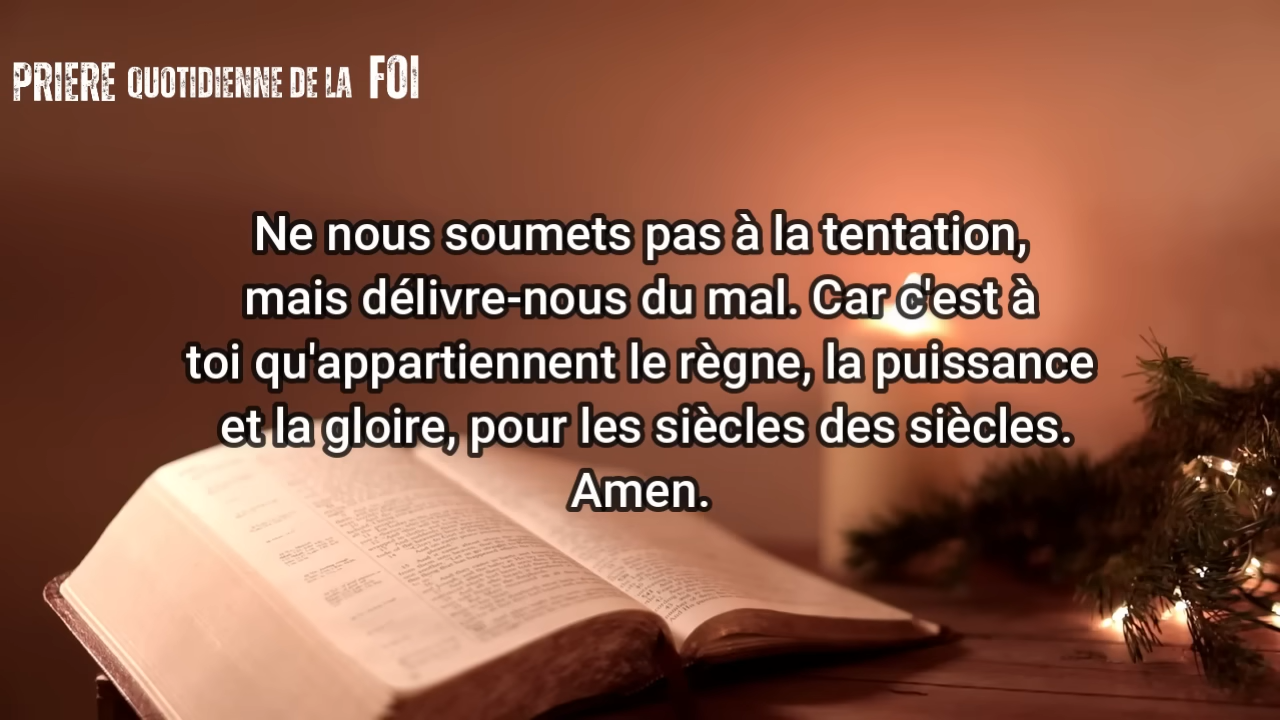 PRIERE QUOTIDIENNE DE LA FOI
Ne nous soumets pas à la tentation,
mais délivre-nous du mal. Car c'est à
toi qu'appartiennent le règne, la puissance
et la gloire, pour les siècles des siècles.
Amen.